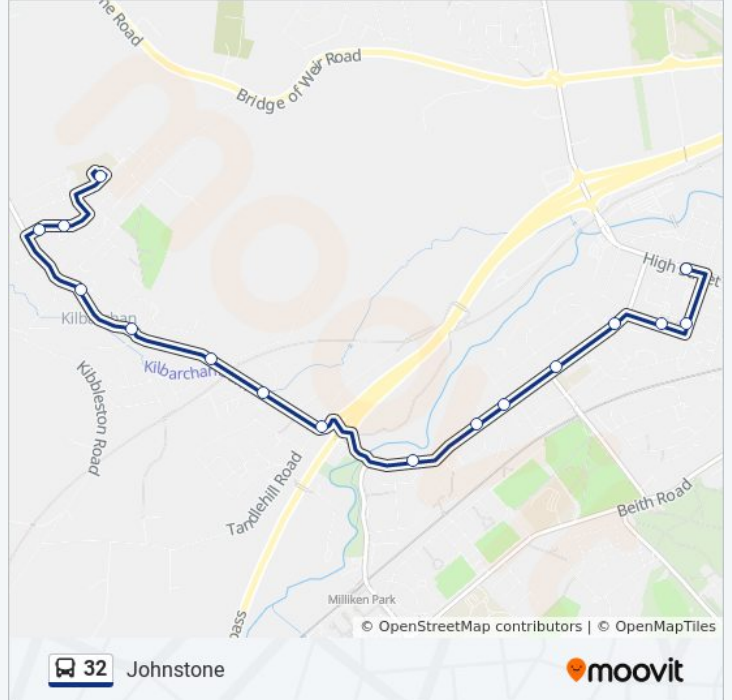 ne Road
Bridge of Weir Road
High Street
Kilbarchan
Kilbarchan
Kibbleston Road
Tandlehill Road
Beith Road
Milliken Park
pass
© OpenStreetMap contributors | © OpenMapTiles
32 Johnstone
moovit